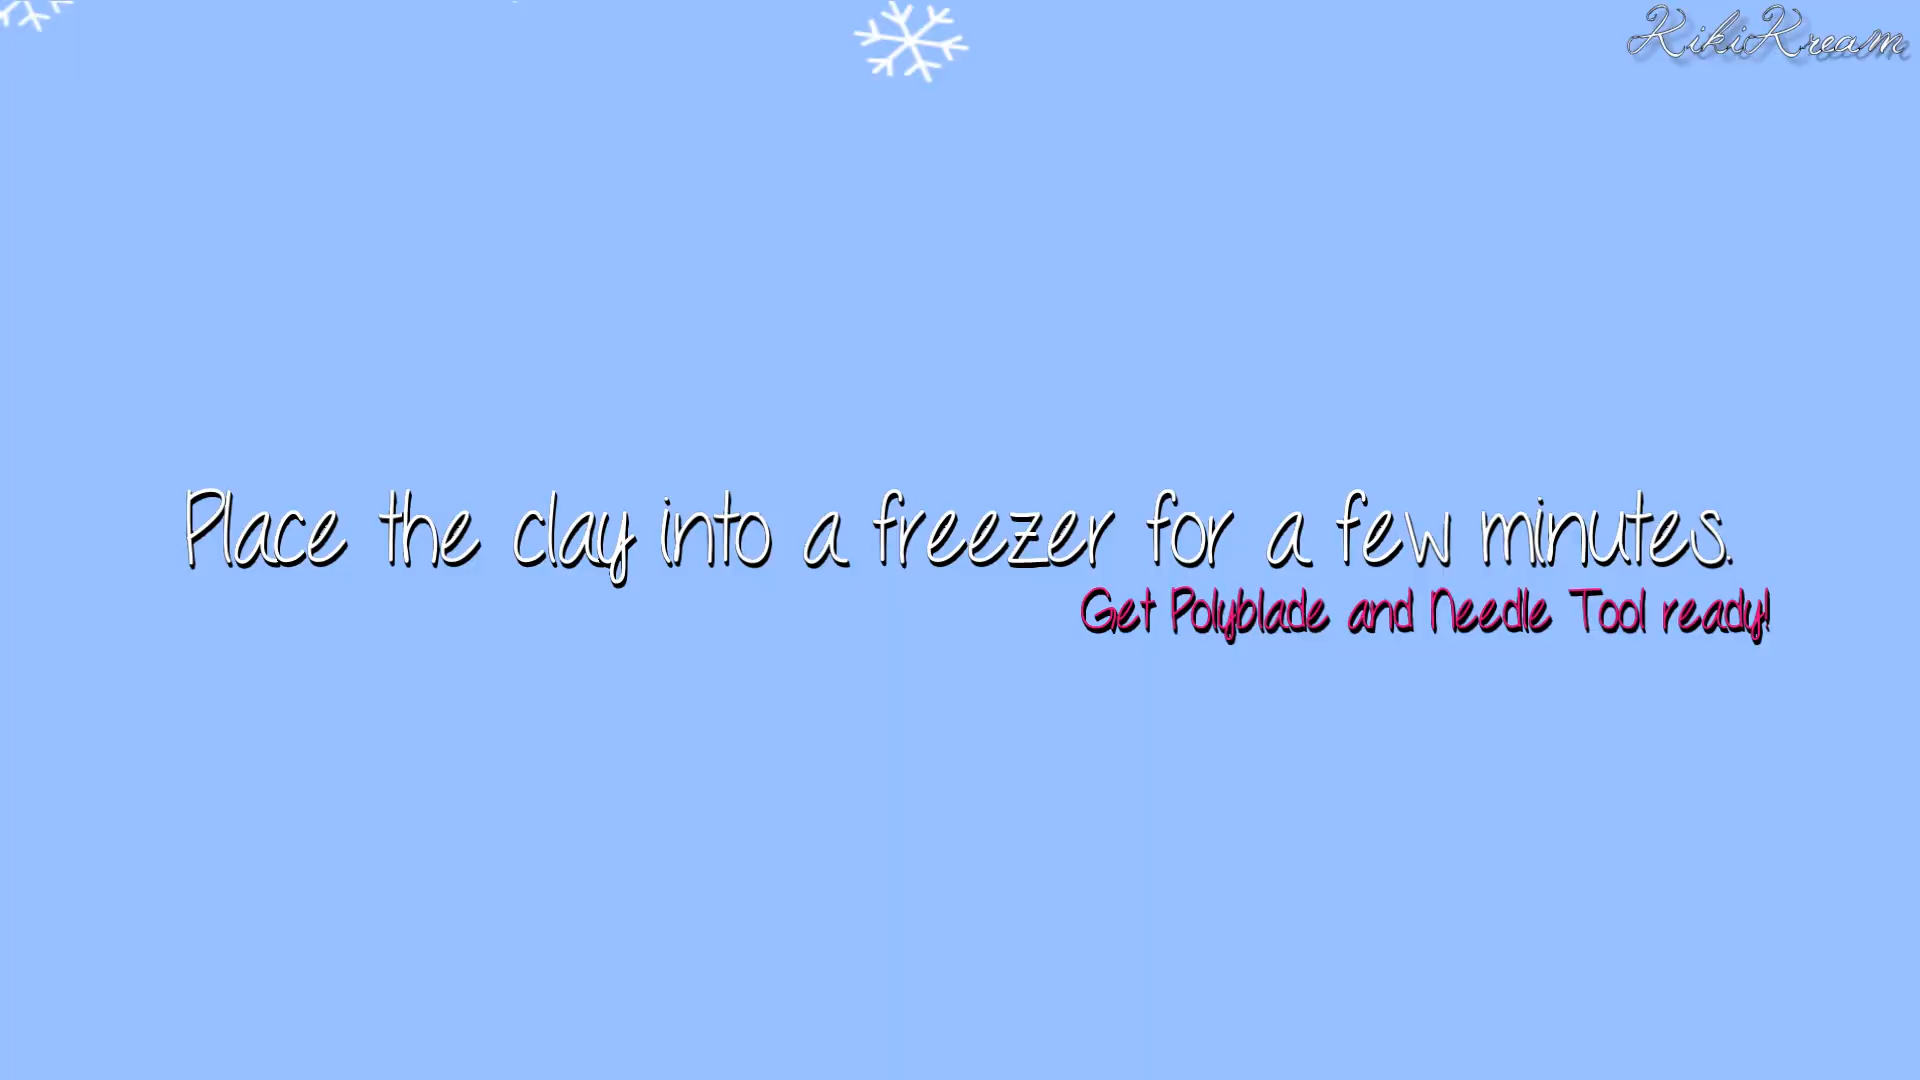 KikiKream
Place the clay into a freezer for a few minutes.
Get Polyblade and Needle Tool ready!